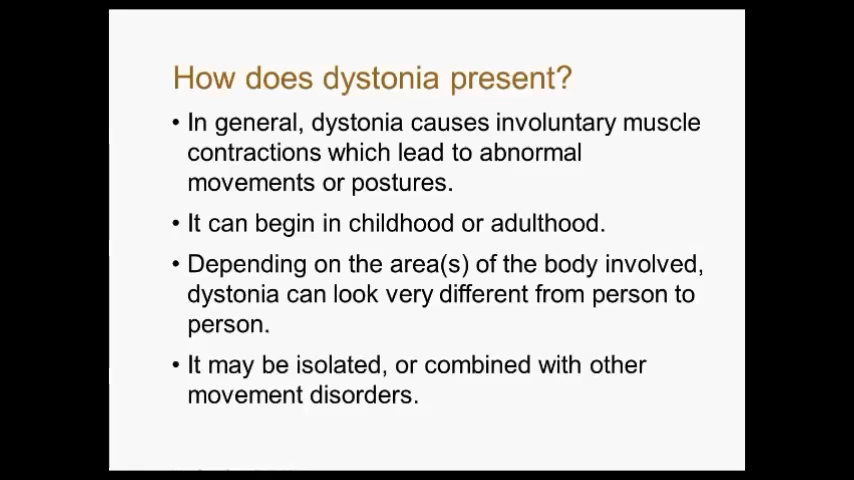 How does dystonia present?
• In general, dystonia causes involuntary muscle
contractions which lead to abnormal
movements or postures.
• It can begin in childhood or adulthood.
• Depending on the area(s) of the body involved,
dystonia can look very different from person to
person.
• It may be isolated, or combined with other
movement disorders.